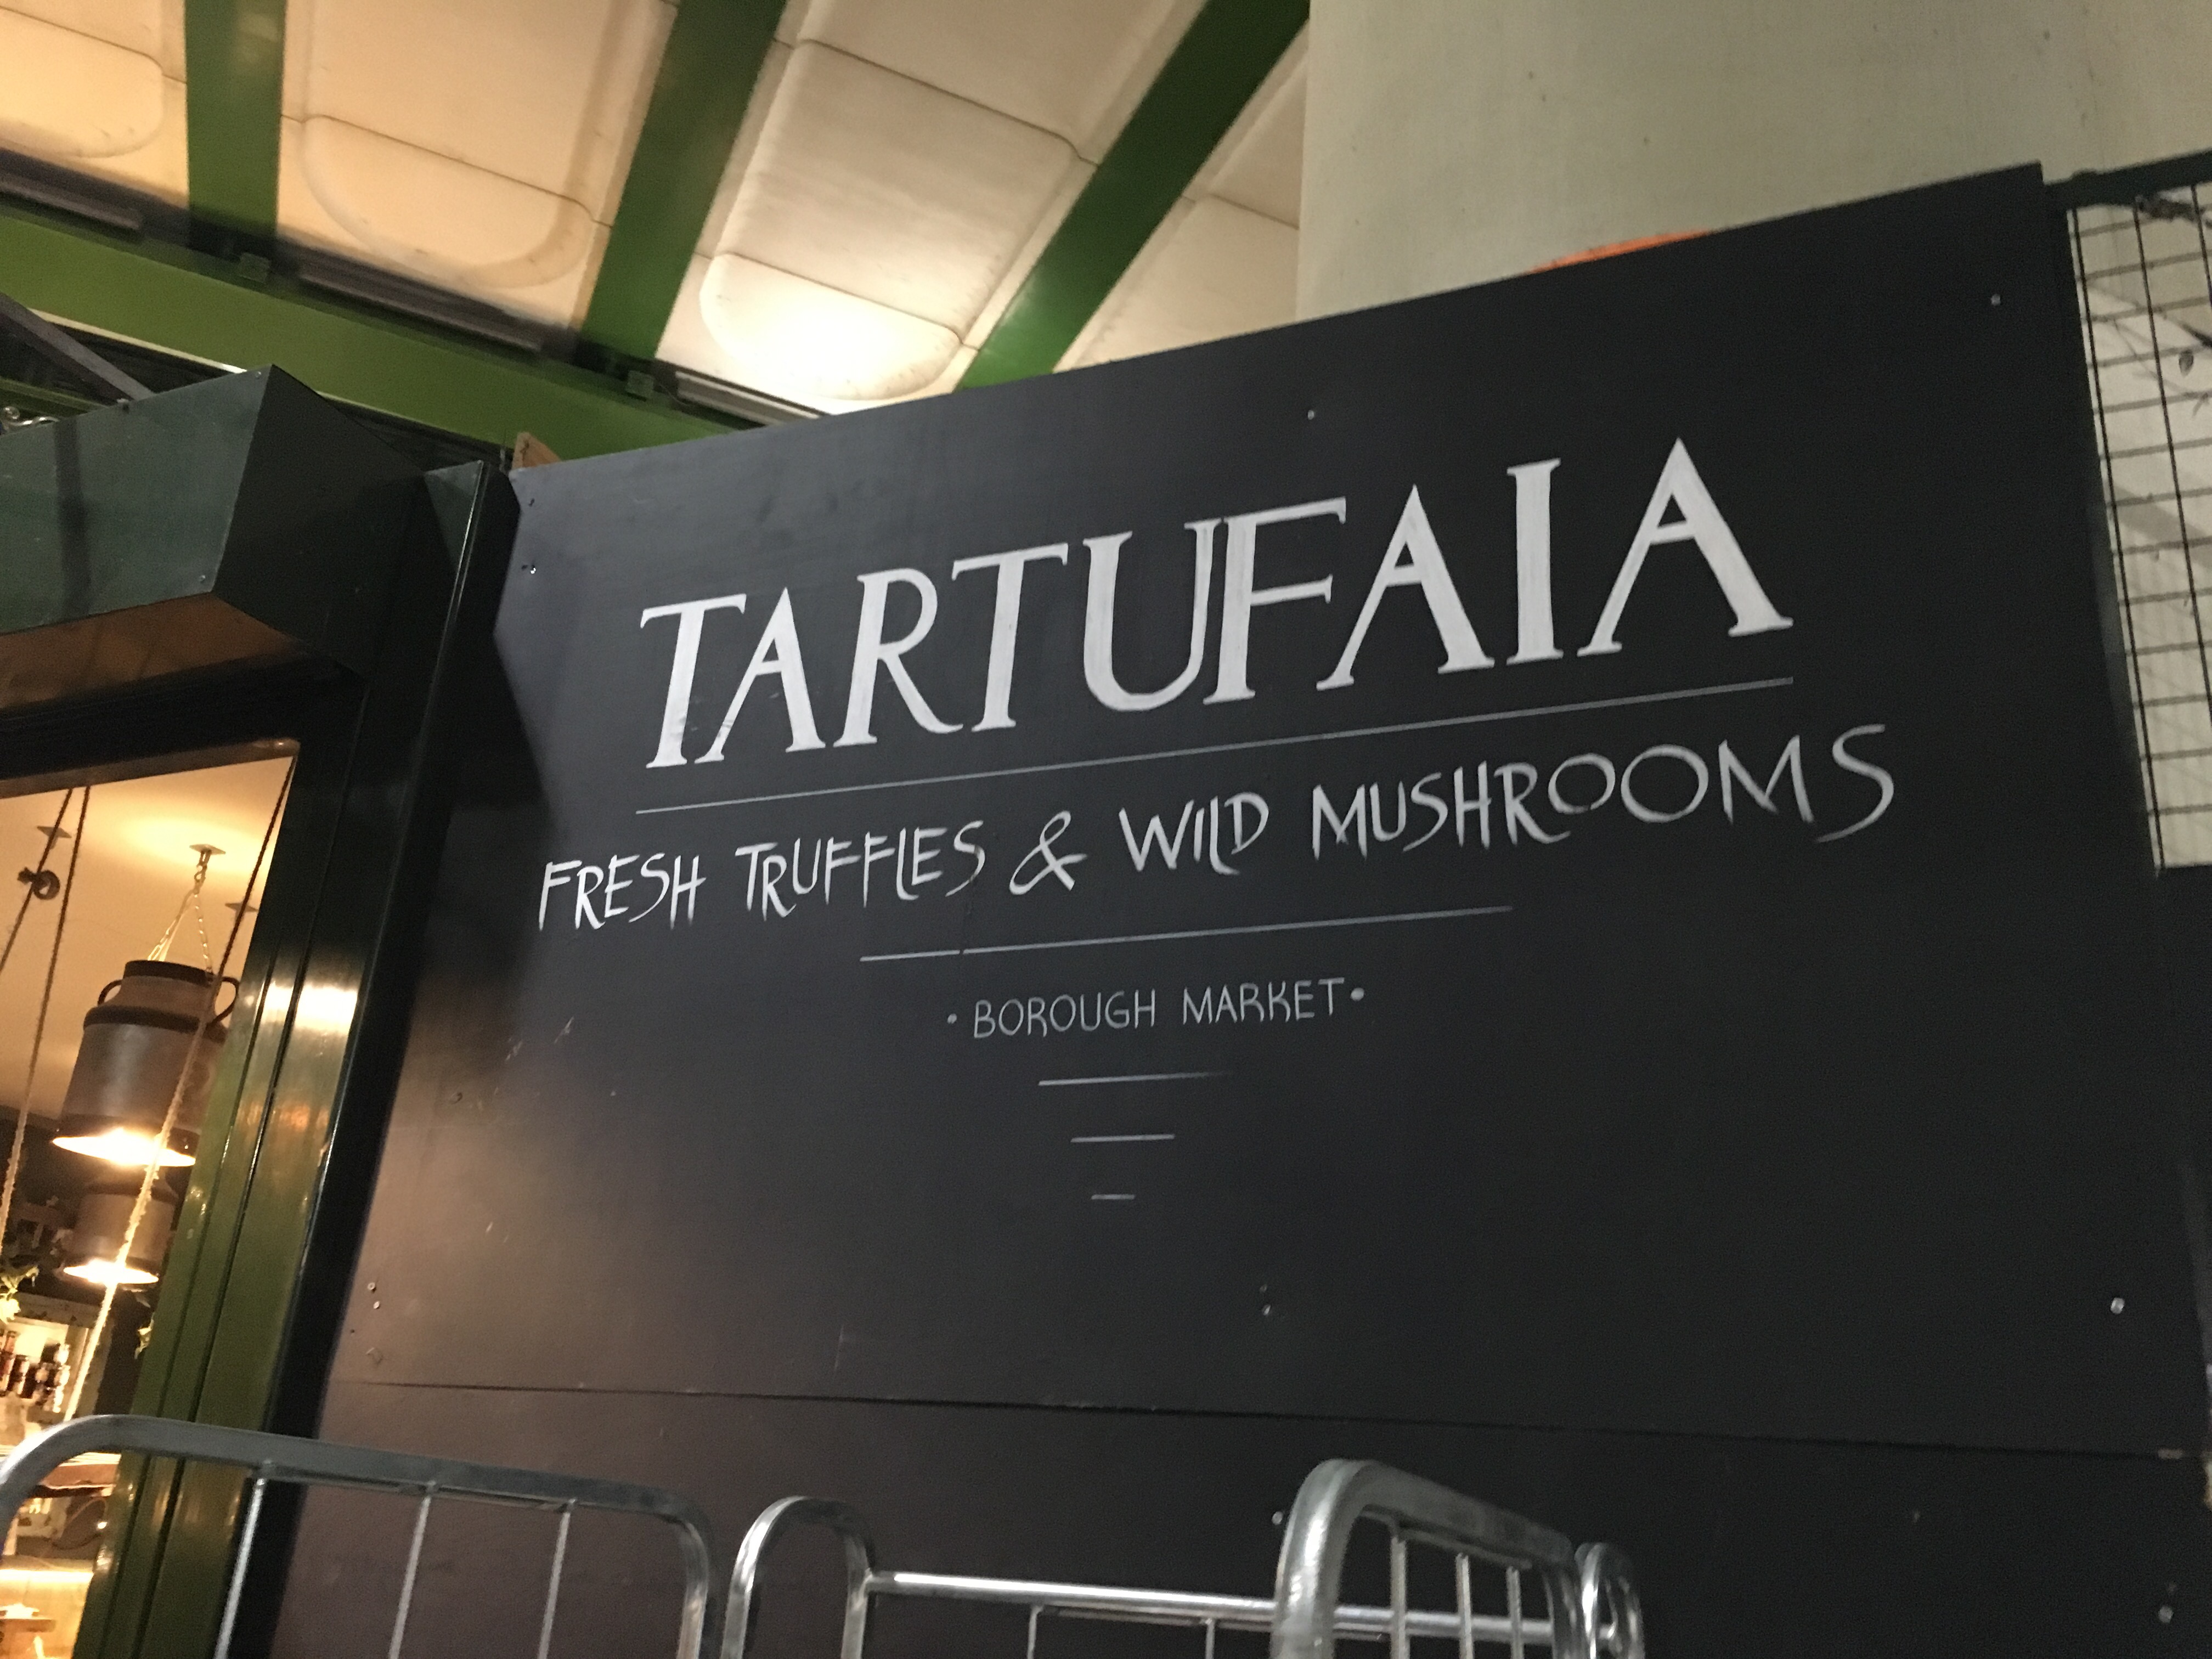 TARTUFAIA
FRESH TRUFFLES & WILD MUSHROOMS
• BOROUGH MARKET •